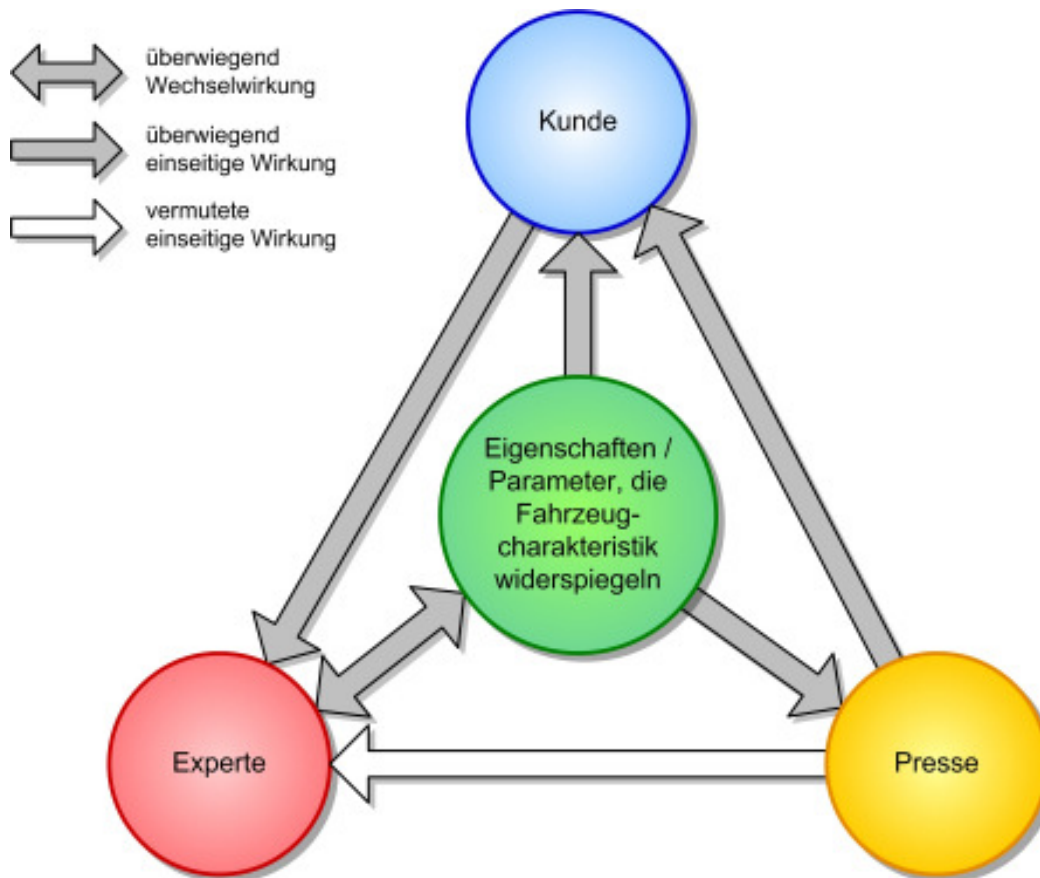 überwiegend
Wechselwirkung
überwiegend
einseitige Wirkung
vermutete
einseitige Wirkung
Kunde
Eigenschaften /
Parameter, die
Fahrzeug-
charakteristik
widerspiegeln
Experte
Presse